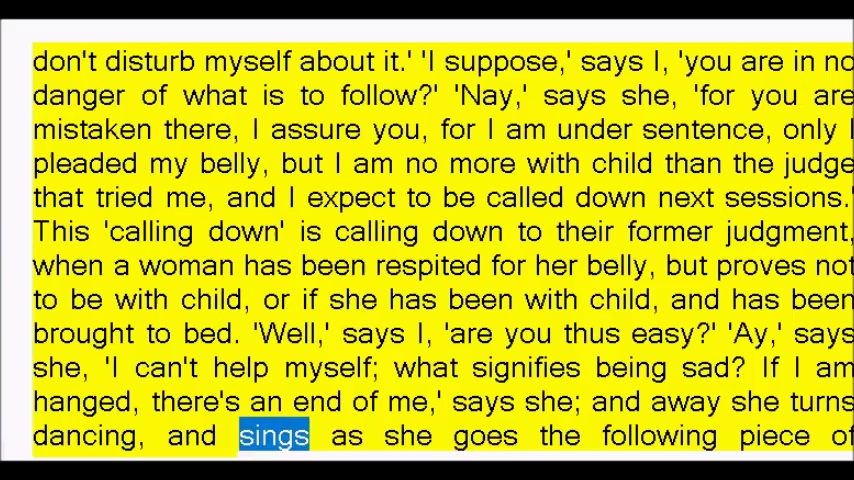 don't disturb myself about it.' 'I suppose,' says I, 'you are in no
danger of what is to follow?' 'Nay,' says she, 'for you are
mistaken there, I assure you, for I am under sentence, only I
pleaded my belly, but I am no more with child than the judge
that tried me, and I expect to be called down next sessions.'
This 'calling down' is calling down to their former judgment,
when a woman has been respited for her belly, but proves not
to be with child, or if she has been with child, and has been
brought to bed. 'Well,' says I, 'are you thus easy?' 'Ay,' says
she, 'I can't help myself; what signifies being sad? If I am
hanged, there's an end of me,' says she; and away she turns
dancing, and sings as she goes the following piece of